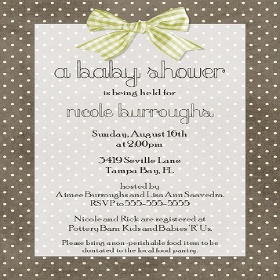 a baby shower
is being held for
nicole burroughs.
Sunday, August 16th
at 2:00pm
3419 Seville Lane
Tampa Bay, FL
hosted by
Aimee Burroughs and Lisa Ann Saavedra.
RSVP to 555-555-5555
Nicole and Rick are registered at
Pottery Barn Kids and Babies 'R' Us.
Please bring a non-perishable food item to be
dontated to the local food pantry.